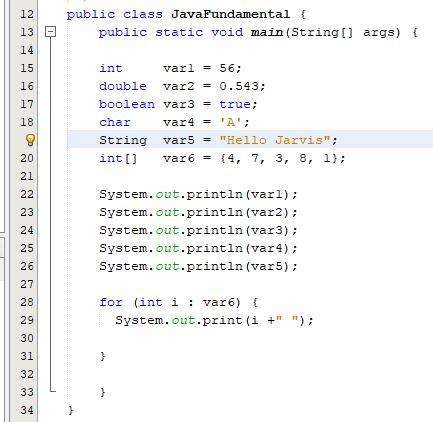 12 public class JavaFundamental {
13 public static void main(String[] args) {
14
15 int var1 = 56;
16 double var2 = 0.543;
17 boolean var3 = true;
18 char var4 = 'A';
String var5 = "Hello Jarvis";
20 int[] var6 = {4, 7, 3, 8, 1};
21
22 System.out.println(var1);
23 System.out.println(var2);
24 System.out.println(var3);
25 System.out.println(var4);
26 System.out.println(var5);
27
28 for (int i : var6) {
29 System.out.print(i +" ");
30
31 }
32
33 }
34 }